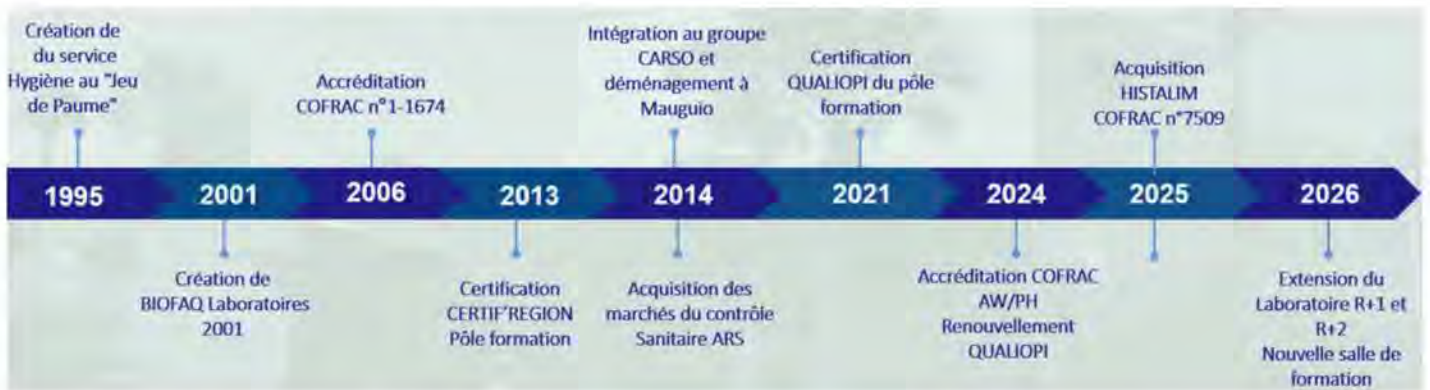 Création de
du service
Hygiène au "Jeu
de Paume"
Accréditation
COFRAC n°1-1674
Intégration au groupe
CARSO et
déménagement à
Mauguio
Certification
QUALIOPI du pôle
formation
Acquisition
HISTALIM
COFRAC n°7509
1995
2001
2006
2013
2014
2021
2024
2025
2026
Création de
BIOFAQ Laboratoires
2001
Certification
CERTIF'REGION
Pôle formation
Acquisition des
marchés du contrôle
Sanitaire ARS
Accréditation COFRAC
AW/PH
Renouvellement
QUALIOPI
Extension du
Laboratoire R+1 et
R+2
Nouvelle salle de
formation